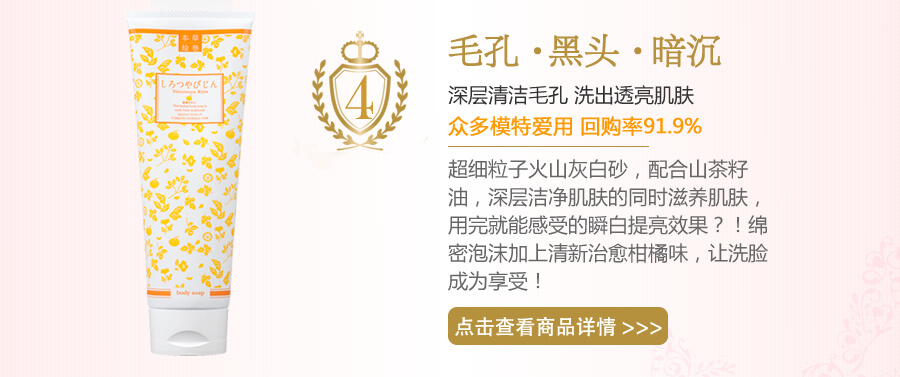 本草
しろつやびじん
body soap
4
毛孔·黑头·暗沉
深层清洁毛孔 洗出透亮肌肤
众多模特爱用 回购率91.9%
超细粒子火山灰白砂，配合山茶籽
油，深层洁净肌肤的同时滋养肌肤，
用完就能感受的瞬白提亮效果？！绵
密泡沫加上清新治愈柑橘味，让洗脸
成为享受！
点击查看商品详情 >>>